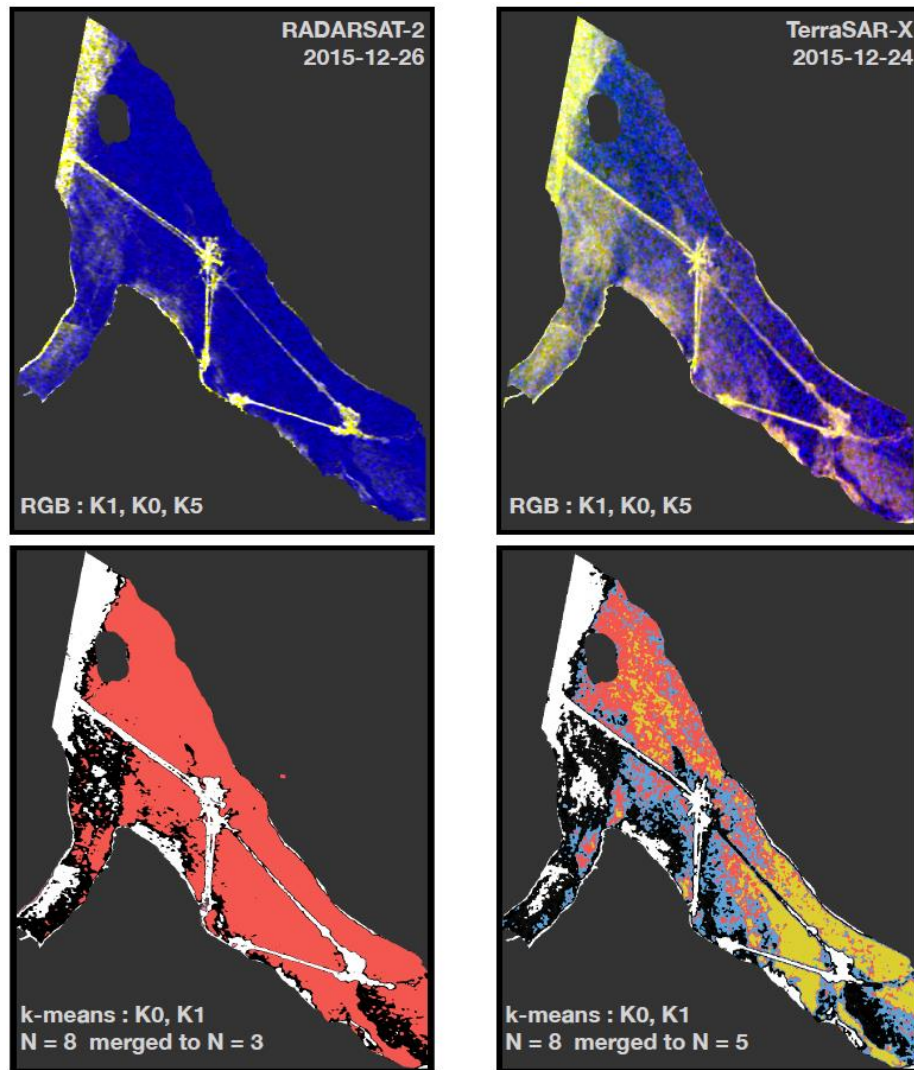 RADARSAT-2
2015-12-26
RGB : K1, K0, K5
TerraSAR-X
2015-12-24
RGB : K1, K0, K5
k-means : K0, K1
N = 8 merged to N = 3
k-means : K0, K1
N = 8 merged to N = 5